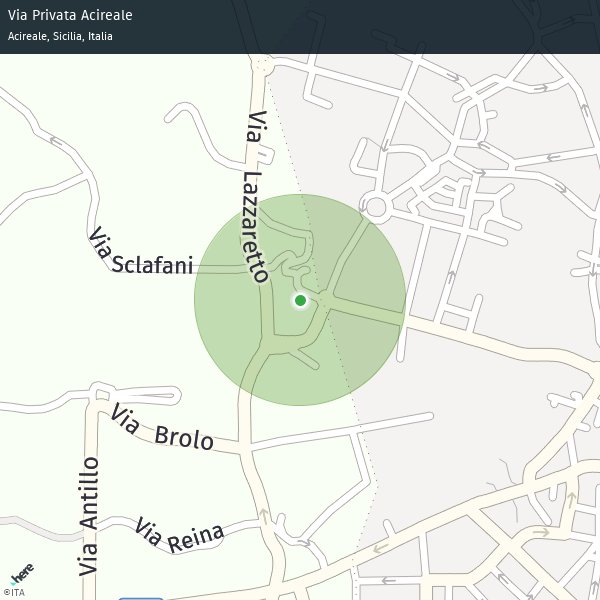 Via Privata Acireale
Acireale, Sicilia, Italia
Via Lazzaretto
Via Sclafani
Via Brolo
Via Antillo
Via Reina
here
©ITA